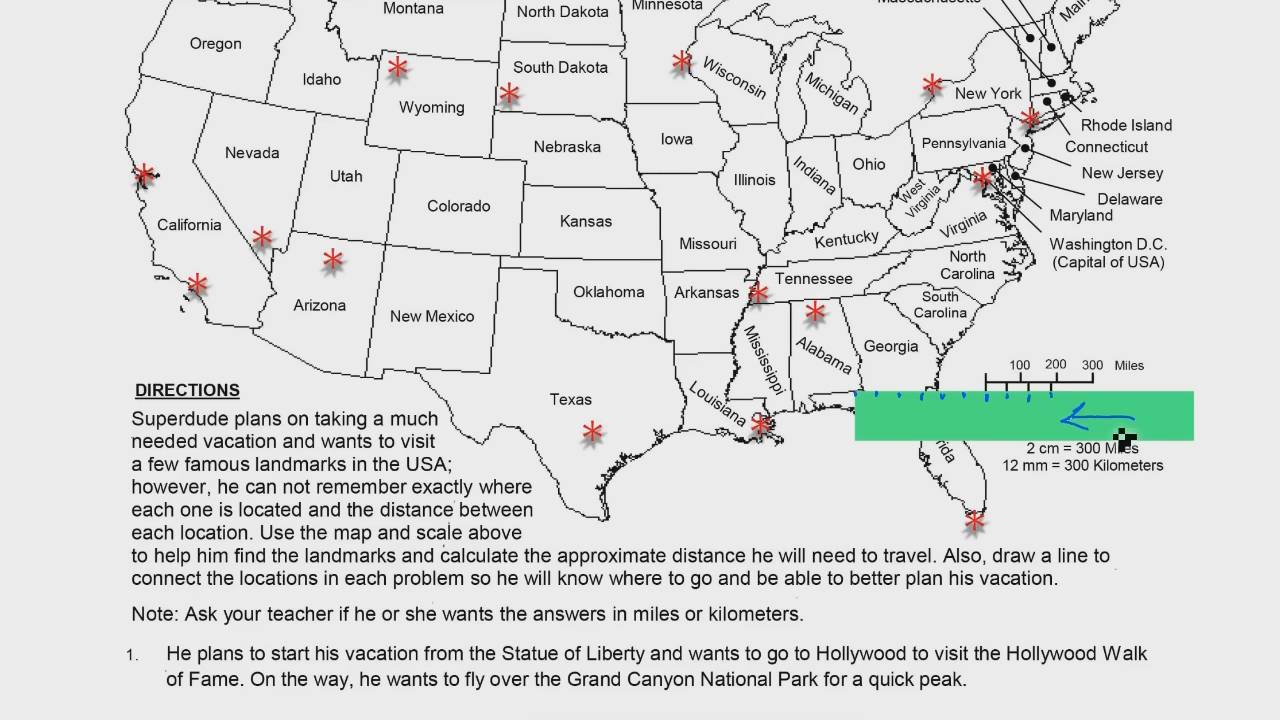 Massachusetts
Main
Montana
North Dakota
Minnesota
Oregon
Idaho
South Dakota
Wisconsin
Michigan
New York
Wyoming
Rhode Island
Connecticut
Nevada
Nebraska
Iowa
Pennsylvania
Ohio
Utah
Illinois
Indiana
New Jersey
West
Virginia
Delaware
Colorado
Maryland
California
Kansas
Missouri
Kentucky
Virginia
Washington D.C.
(Capital of USA)
North
Carolina
Tennessee
Arizona
New Mexico
Oklahoma
Arkansas
South
Carolina
Mississippi
Alabama
Georgia
100 200 300 Miles
Texas
Louisiana
rida
2 cm = 300 Miles
12 mm = 300 Kilometers
DIRECTIONS
Superdude plans on taking a much
needed vacation and wants to visit
a few famous landmarks in the USA;
however, he can not remember exactly where
each one is located and the distance between
each location. Use the map and scale above
to help him find the landmarks and calculate the approximate distance he will need to travel. Also, draw a line to
connect the locations in each problem so he will know where to go and be able to better plan his vacation.
Note: Ask your teacher if he or she wants the answers in miles or kilometers.
1. He plans to start his vacation from the Statue of Liberty and wants to go to Hollywood to visit the Hollywood Walk
of Fame. On the way, he wants to fly over the Grand Canyon National Park for a quick peak.